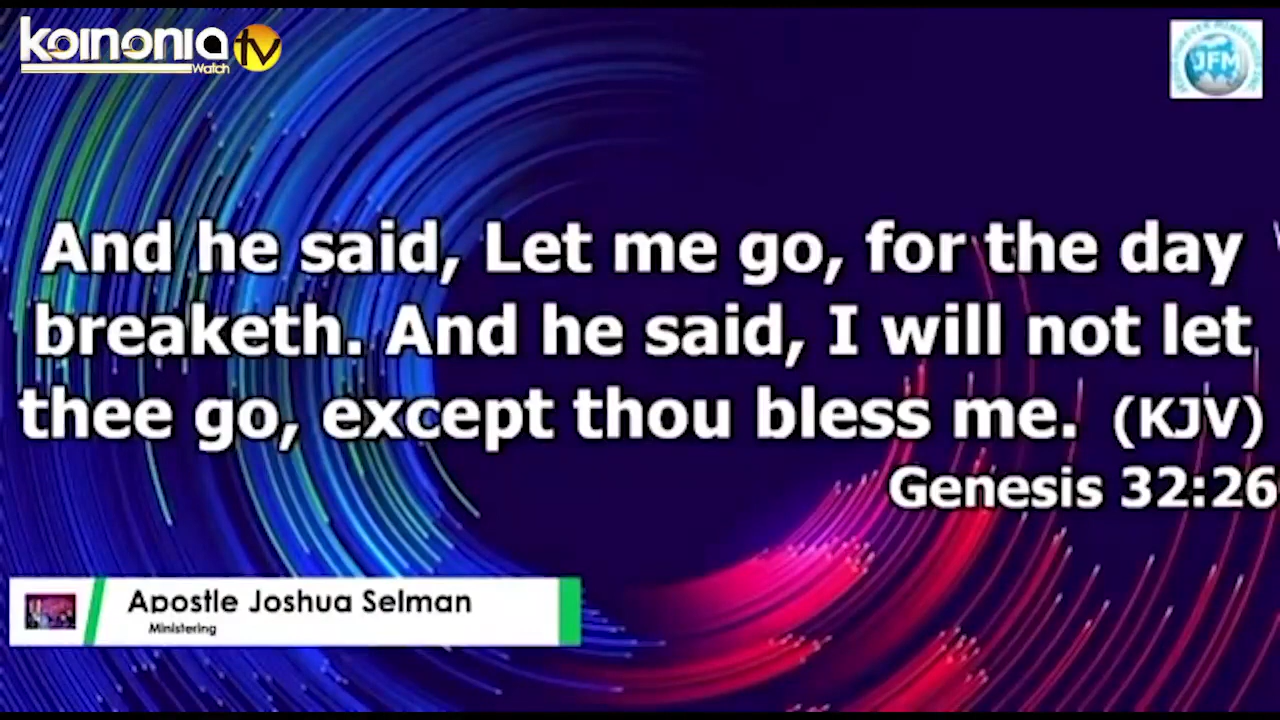 koinonia tv
Watch
JFM
And he said, Let me go, for the day
breaketh. And he said, I will not let
thee go, except thou bless me. (KJV)
Genesis 32:26
Apostle Joshua Selman
Ministering